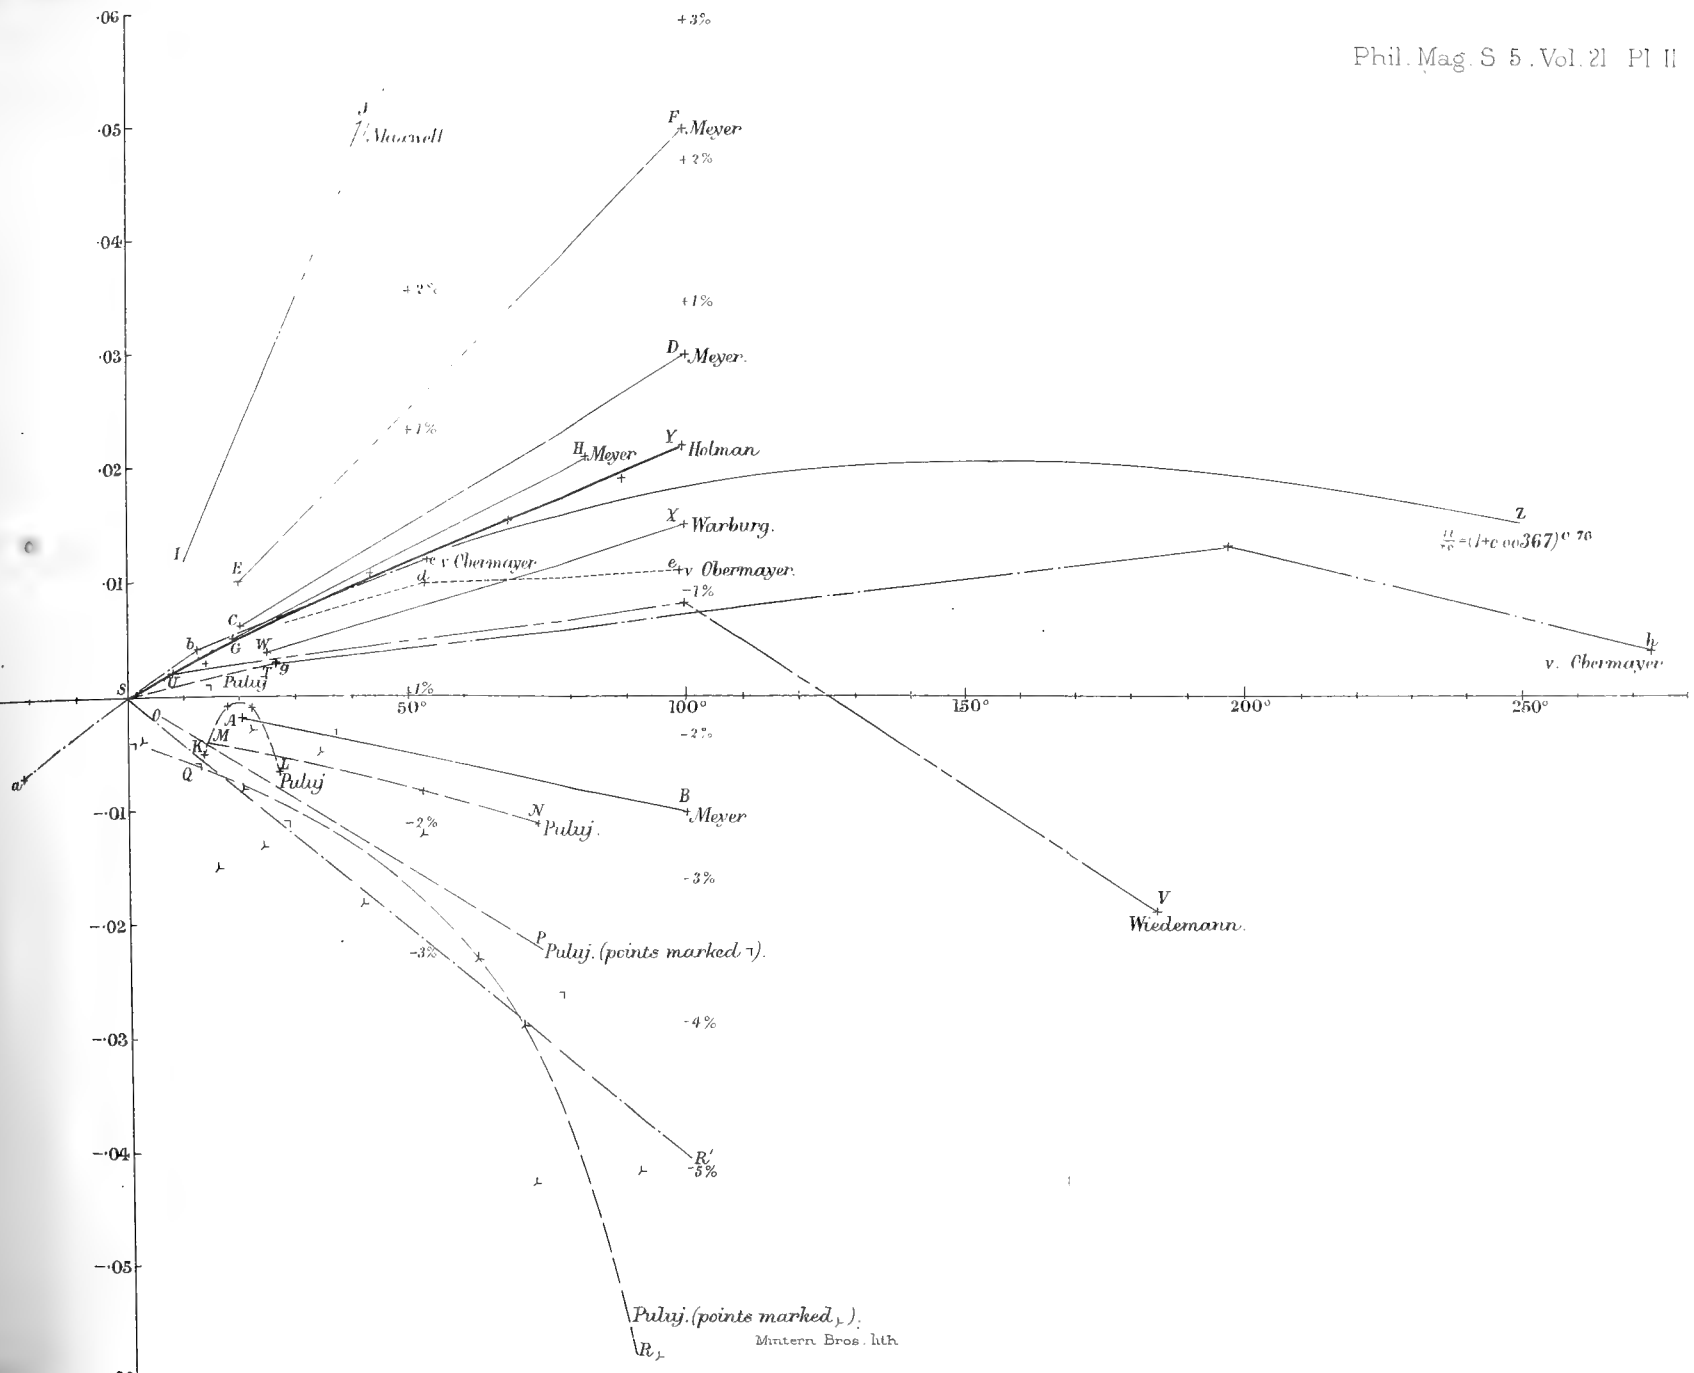 ·06
+3%
Phil. Mag. S 5. Vol. 21 Pl II
J
Maxwell
·05
F
Meyer
+2%
·04
+2%
+1%
·03
D
Meyer.
+1%
H
Meyer
Y
Holman
·02
X
Warburg.
Z
I
E
c v Obermayer
d
e
v Obermayer.
-1%
·01
C
b
G
W
h
v. Obermayer
T
g
U
Puluj
S
+1%
50°
100°
150°
200°
250°
O
A
M
-2%
K
L
Puluj
Q
a
B
Meyer
N
Puluj.
-·01
-2%
-3%
V
Wiedemann.
-·02
P
Puluj. (points marked ¬).
-3%
-4%
-·03
-·04
R'
-5%
-·05
Puluj. (points marked ⅄).
Mintern Bros. lith
R